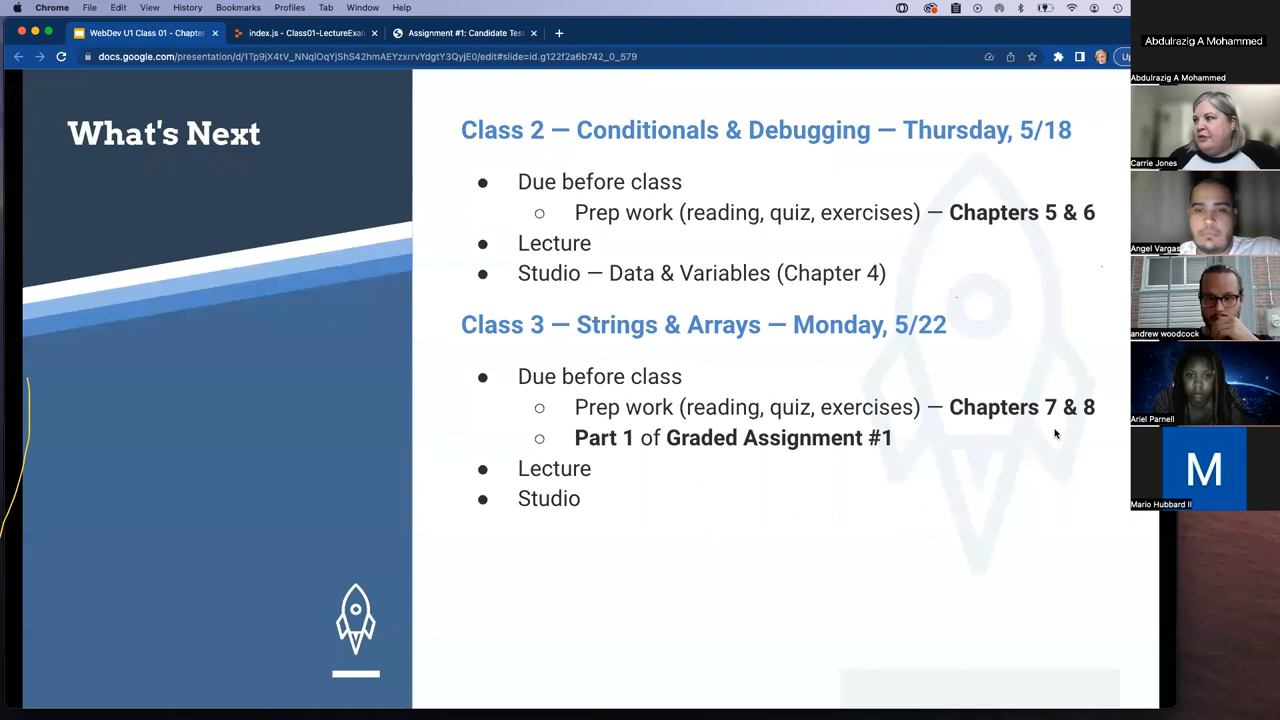 Chrome File Edit View History Bookmarks Profiles Tab Window Help
WebDev U1 Class 01 - Chapter
index.js - Class01-LectureExam
Assignment #1: Candidate Test
docs.google.com/presentation/d/1Tp9jX4tV_NNqIOqYjShS42hmAEYzxrrvYdgtY3QyjE0/edit#slide=id.g122f2a6b742_0_579
What's Next
Class 2 — Conditionals & Debugging — Thursday, 5/18
● Due before class
○ Prep work (reading, quiz, exercises) — Chapters 5 & 6
● Lecture
● Studio — Data & Variables (Chapter 4)
Class 3 — Strings & Arrays — Monday, 5/22
● Due before class
○ Prep work (reading, quiz, exercises) — Chapters 7 & 8
○ Part 1 of Graded Assignment #1
● Lecture
● Studio
Abdulrazig A Mohammed
Abdulrazig A Mohammed
Carrie Jones
Angel Vargas
andrew woodcock
Ariel Parnell
M
Mario Hubbard II